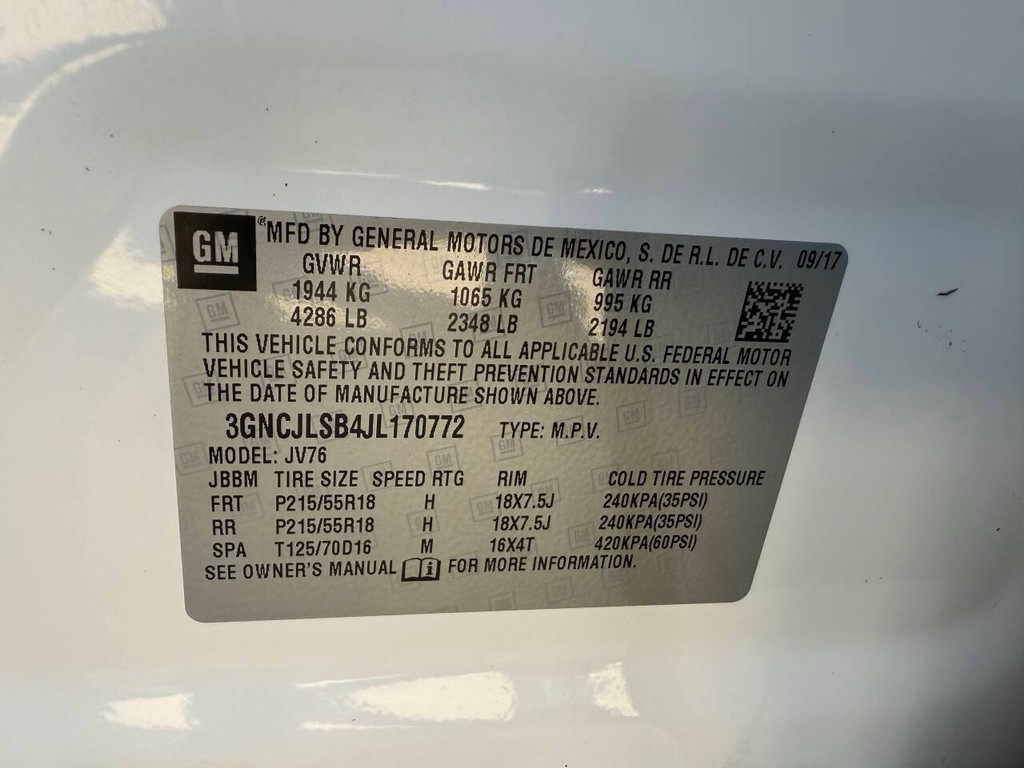 GM ® MFD BY GENERAL MOTORS DE MEXICO, S. DE R.L. DE C.V. 09/17
GVWR GAWR FRT GAWR RR
1944 KG 1065 KG 995 KG
4286 LB 2348 LB 2194 LB
THIS VEHICLE CONFORMS TO ALL APPLICABLE U.S. FEDERAL MOTOR
VEHICLE SAFETY AND THEFT PREVENTION STANDARDS IN EFFECT ON
THE DATE OF MANUFACTURE SHOWN ABOVE.
3GNCJLSB4JL170772 TYPE: M.P.V.
MODEL: JV76
JBBM TIRE SIZE SPEED RTG RIM COLD TIRE PRESSURE
FRT P215/55R18 H 18X7.5J 240KPA(35PSI)
RR P215/55R18 H 18X7.5J 240KPA(35PSI)
SPA T125/70D16 M 16X4T 420KPA(60PSI)
SEE OWNER'S MANUAL i FOR MORE INFORMATION.